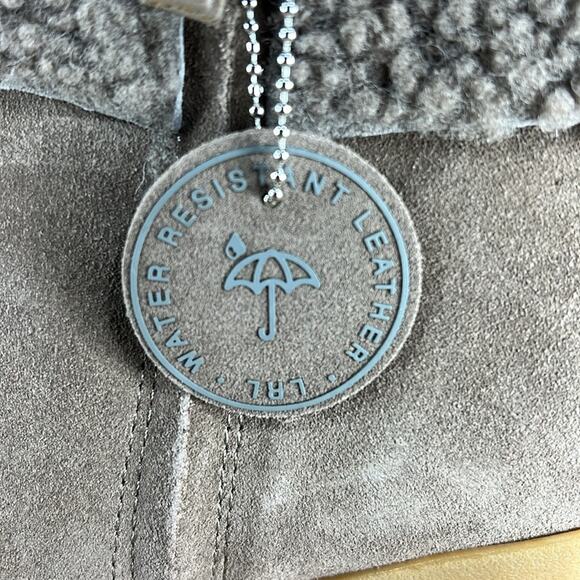 WATER RESISTANT LEATHER • LRL •